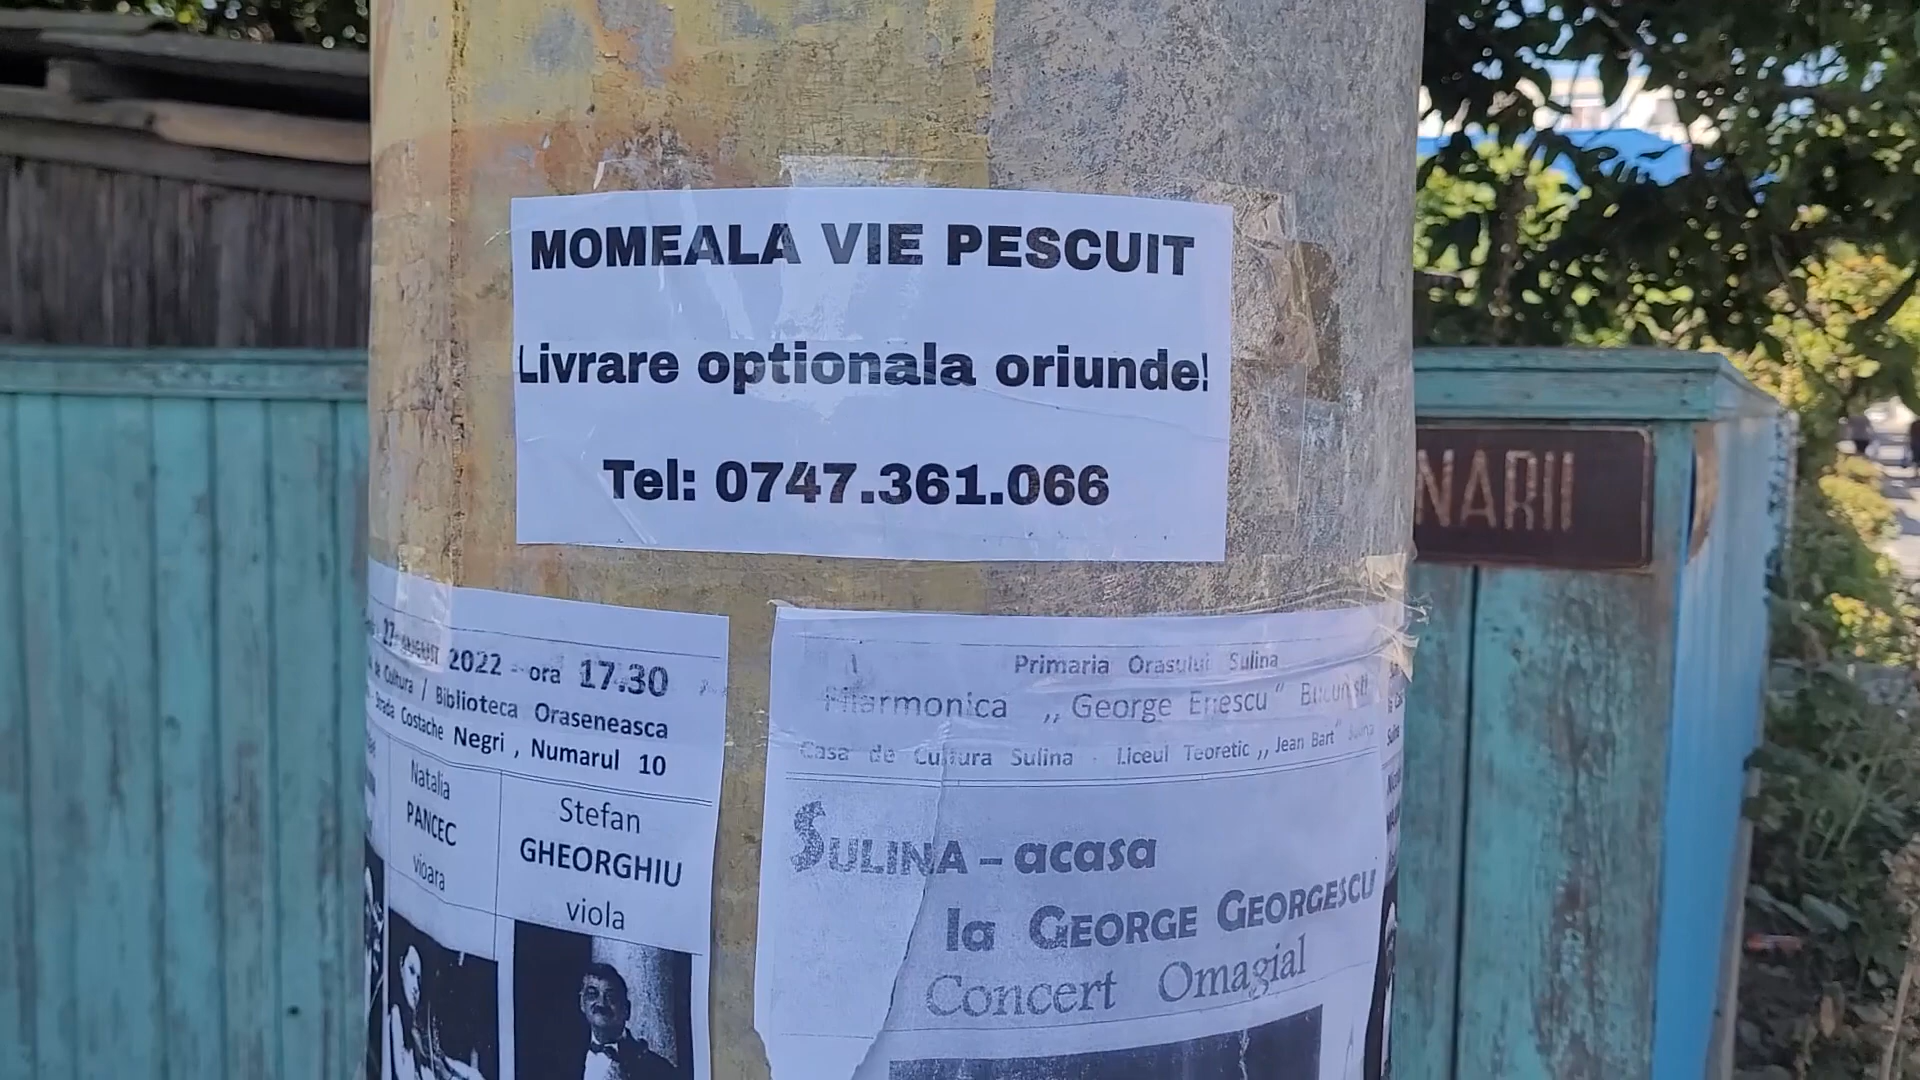 MOMEALA VIE PESCUIT
Livrare optionala oriunde!
Tel: 0747.361.066
NARII
27 AUGUST 2022 - ora 17.30
de Cultura / Biblioteca Oraseneasca
Strada Costache Negri , Numarul 10
Natalia
PANCEC
vioara
Stefan
GHEORGHIU
viola
Primaria Orasului Sulina
Filarmonica „ George Enescu “ Bucuresti
Casa de Cultura Sulina . Liceul Teoretic „ Jean Bart “ Sulina
SULINA – acasa
la GEORGE GEORGESCU
Concert Omagial